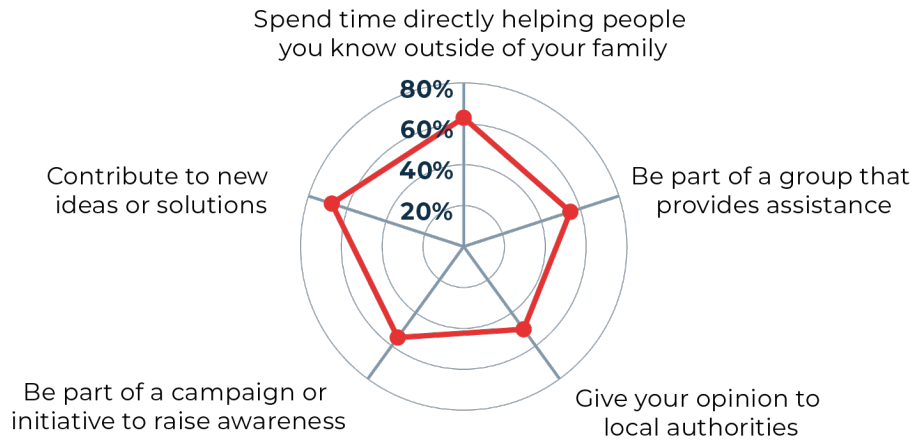 Spend time directly helping people
you know outside of your family
80%
60%
40%
20%
Contribute to new
ideas or solutions
Be part of a group that
provides assistance
Be part of a campaign or
initiative to raise awareness
Give your opinion to
local authorities